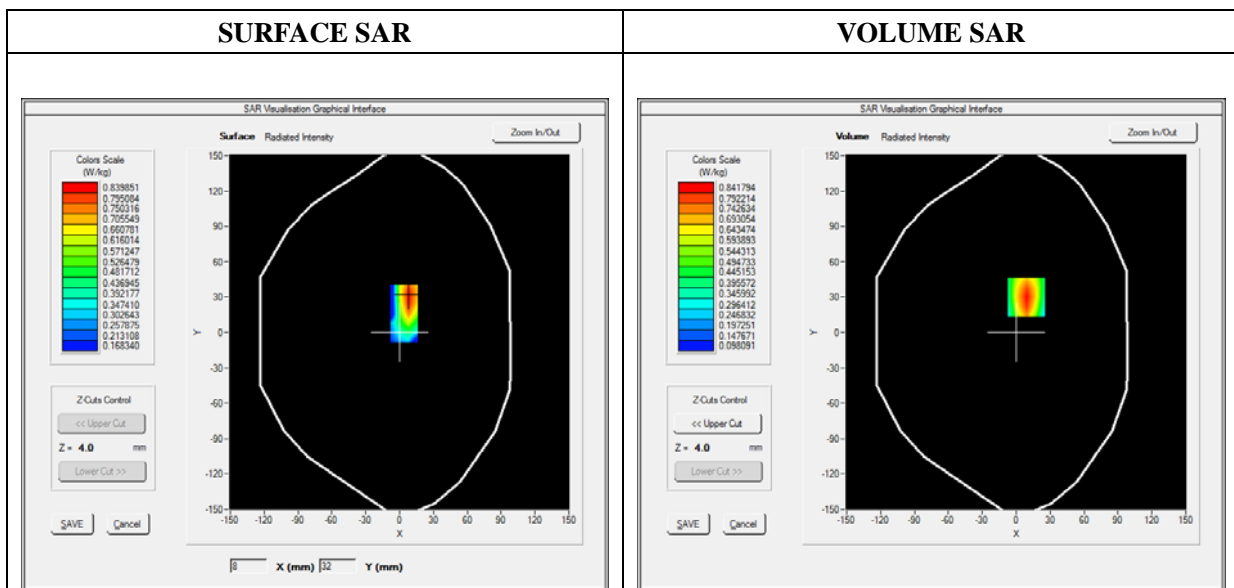 SURFACE SAR
SAR Visualisation Graphical Interface
Surface Radiated Intensity
Zoom In/Out
Colors Scale
(W/kg)
0.839851
0.795084
0.750316
0.705549
0.660781
0.616014
0.571247
0.526479
0.481712
0.436945
0.392177
0.347410
0.302643
0.257875
0.213108
0.168340
Z-Cuts Control
<< Upper Cut
Z = 4.0 mm
Lower Cut >>
SAVE Cancel
150
120
90
60
30
0
-30
-60
-90
-120
-150
Y
-150 -120 -90 -60 -30 0 30 60 90 120 150
X
8 X (mm) 32 Y (mm)
VOLUME SAR
SAR Visualisation Graphical Interface
Volume Radiated Intensity
Zoom In/Out
Colors Scale
(W/kg)
0.841794
0.792214
0.742634
0.693054
0.643474
0.593893
0.544313
0.494733
0.445153
0.395572
0.345992
0.296412
0.246832
0.197251
0.147671
0.098091
Z-Cuts Control
<< Upper Cut
Z = 4.0 mm
Lower Cut >>
SAVE Cancel
150
120
90
60
30
0
-30
-60
-90
-120
-150
Y
-150 -120 -90 -60 -30 0 30 60 90 120 150
X